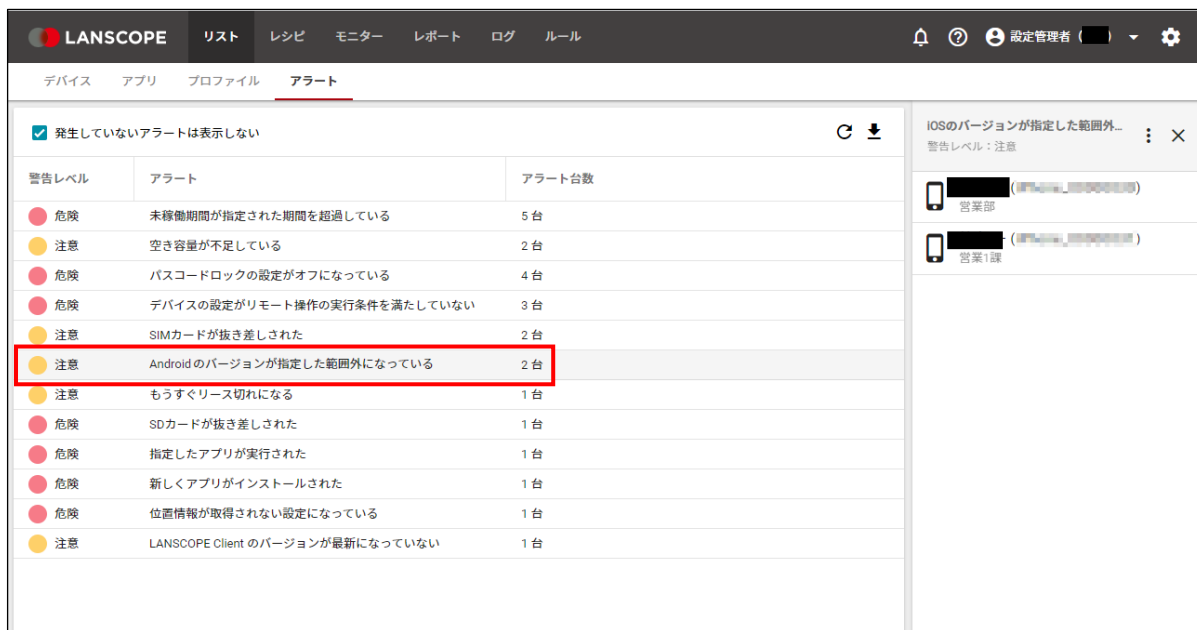 LANSCOPE リスト レシピ モニター レポート ログ ルール 設定管理者 ( )
デバイス アプリ プロファイル アラート
発生していないアラートは表示しない
警告レベル アラート アラート台数
危険 未稼働期間が指定された期間を超過している 5 台
注意 空き容量が不足している 2 台
危険 パスコードロックの設定がオフになっている 4 台
危険 デバイスの設定がリモート操作の実行条件を満たしていない 3 台
注意 SIMカードが抜き差しされた 2 台
注意 Android のバージョンが指定した範囲外になっている 2 台
注意 もうすぐリース切れになる 1 台
危険 SDカードが抜き差しされた 1 台
危険 指定したアプリが実行された 1 台
危険 新しくアプリがインストールされた 1 台
危険 位置情報が取得されない設定になっている 1 台
注意 LANSCOPE Client のバージョンが最新になっていない 1 台
iOSのバージョンが指定した範囲外...
警告レベル：注意
営業部
営業1課